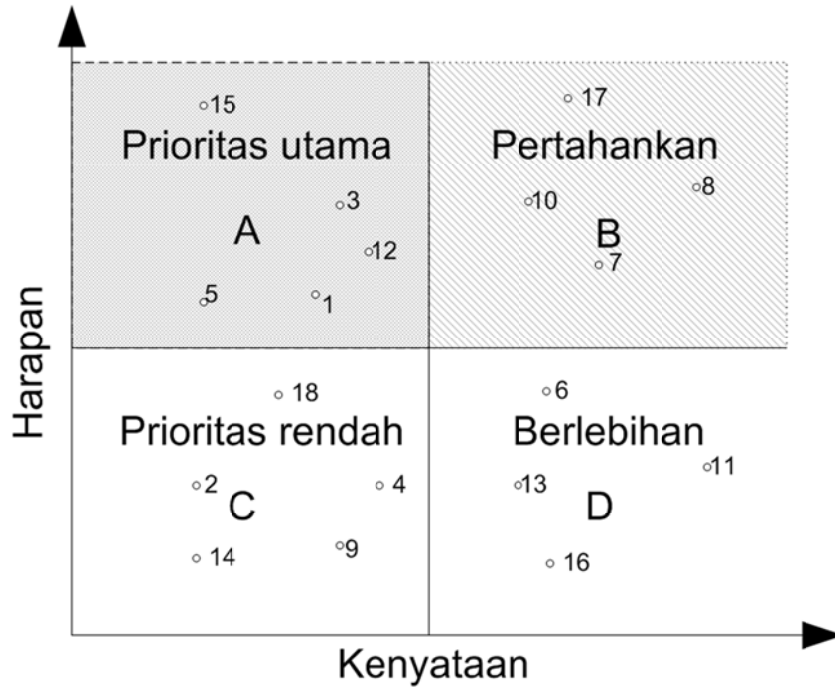 15
17
Prioritas utama
Pertahankan
3
10
8
A
B
12
7
5
1
18
6
Prioritas rendah
Berlebihan
11
2
4
13
C
D
9
14
16
Harapan
Kenyataan